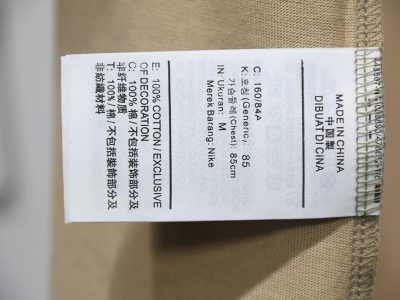 MADE IN CHINA
中国製
DIBUAT DI CINA
C: 160/84A
K: 호칭 (Generic): 85
가슴둘레 (Chest): 85cm
IN: Ukuran: M
Merek Barang: Nike
E: 100% COTTON/EXCLUSIVE
OF DECORATION
C: 100% 棉/不包括装饰部分及
非纤维物质
T: 100% 棉/不包括裝飾部分及
非紡織材料